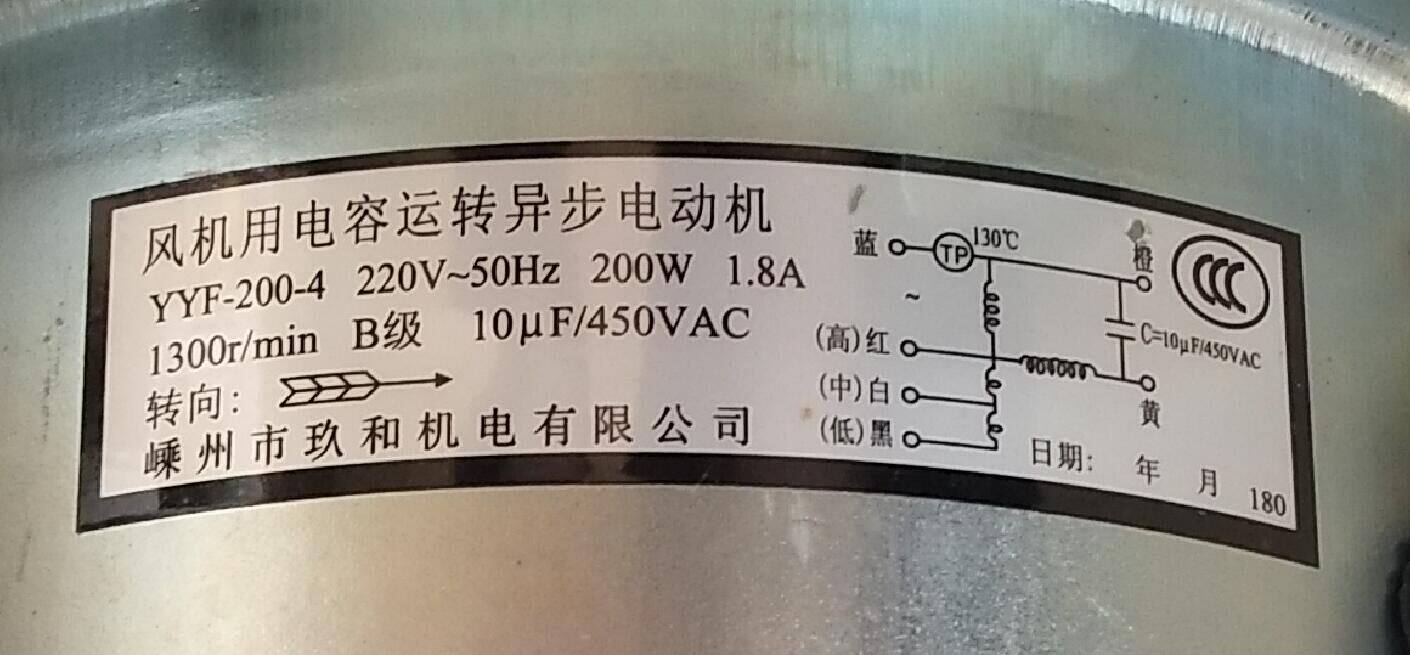 风机用电容运转异步电动机
YYF-200-4 220V~50Hz 200W 1.8A
1300r/min B级 10μF/450VAC
转向:
嵊州市玖和机电有限公司
蓝 TP 130℃ 橙
CCC
~
(高)红
C=10μF/450VAC
(中)白
黄
(低)黑
日期: 年 月 180